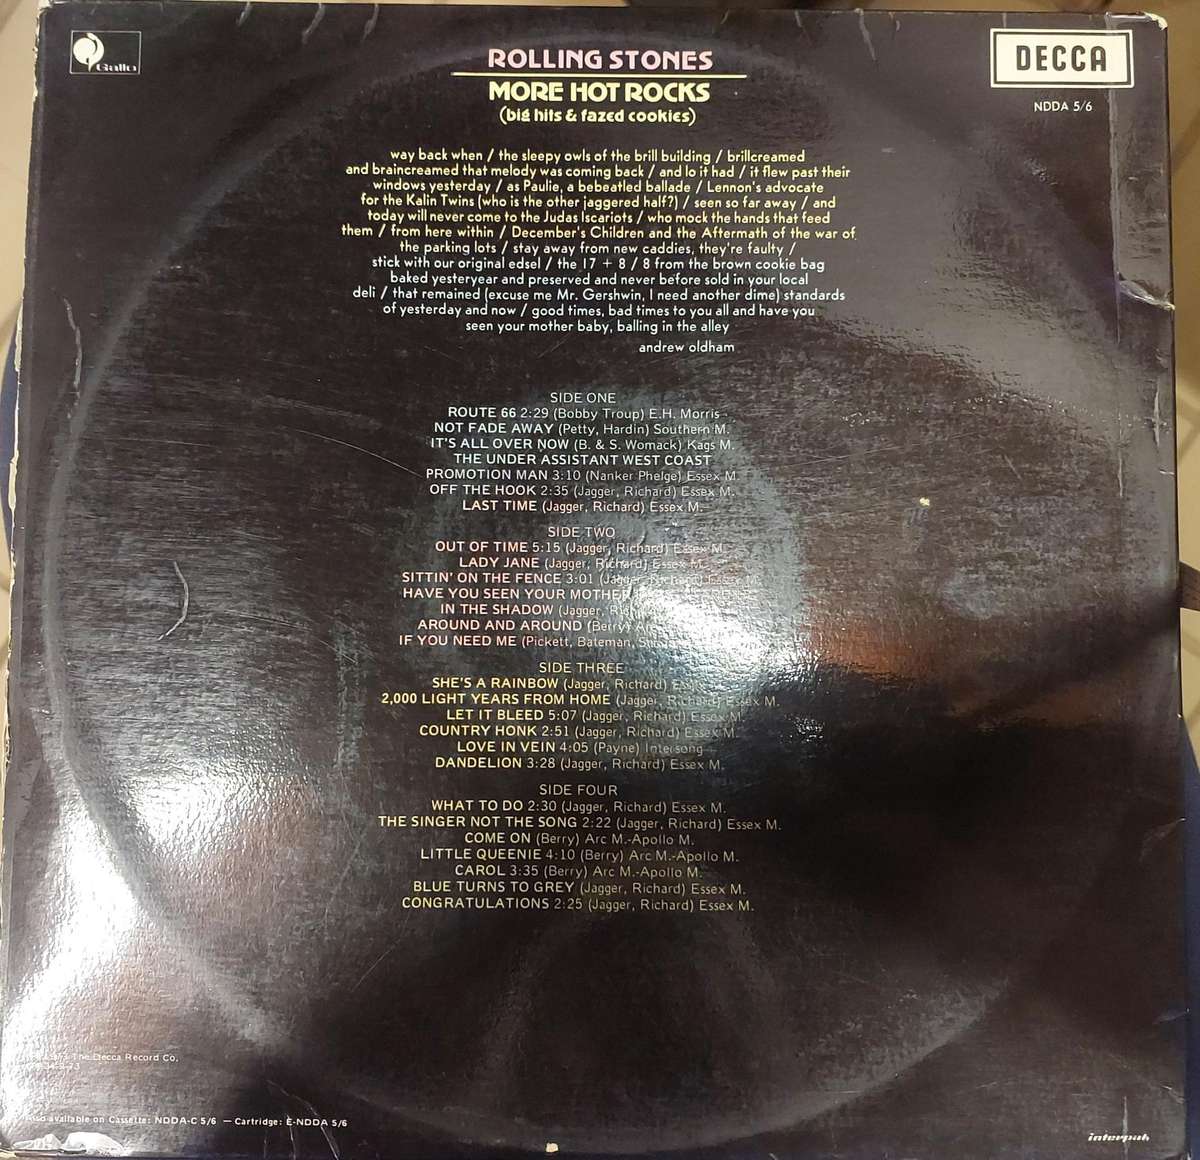 Gallo
ROLLING STONES
MORE HOT ROCKS
(big hits & fazed cookies)
DECCA
NDDA 5/6
way back when / the sleepy owls of the brill building / brillcreamed
and braincreamed that melody was coming back / and lo it had / it flew past their
windows yesterday / as Paulie, a bebeatled ballade / Lennon's advocate
for the Kalin Twins (who is the other jaggered half?) / seen so far away / and
today will never come to the Judas Iscariots / who mock the hands that feed
them / from here within / December's Children and the Aftermath of the war of
the parking lots / stay away from new caddies, they're faulty /
stick with our original edsel / the 17 + 8 / 8 from the brown cookie bag
baked yesteryear and preserved and never before sold in your local
deli / that remained (excuse me Mr. Gershwin, I need another dime) standards
of yesterday and now / good times, bad times to you all and have you
seen your mother baby, balling in the alley
andrew oldham
SIDE ONE
ROUTE 66 2:29 (Bobby Troup) E.H. Morris
NOT FADE AWAY (Petty, Hardin) Southern M.
IT'S ALL OVER NOW (B. & S. Womack) Kags M.
THE UNDER ASSISTANT WEST COAST
PROMOTION MAN 3:10 (Nanker Phelge) Essex M.
OFF THE HOOK 2:35 (Jagger, Richard) Essex M.
LAST TIME (Jagger, Richard) Essex M.
SIDE TWO
OUT OF TIME 5:15 (Jagger, Richard) Essex M.
LADY JANE (Jagger, Richard) Essex M.
SITTIN' ON THE FENCE 3:01 (Jagger, Richard) Essex M.
HAVE YOU SEEN YOUR MOTHER
IN THE SHADOW (Jagger,
AROUND AND AROUND (Berry)
IF YOU NEED ME (Pickett, Bateman,
SIDE THREE
SHE'S A RAINBOW (Jagger, Richard)
2,000 LIGHT YEARS FROM HOME (Jagger, Richard) Essex M.
LET IT BLEED 5:07 (Jagger, Richard) Essex M.
COUNTRY HONK 2:51 (Jagger, Richard) Essex M.
LOVE IN VEIN 4:05 (Payne) Intersong
DANDELION 3:28 (Jagger, Richard) Essex M.
SIDE FOUR
WHAT TO DO 2:30 (Jagger, Richard) Essex M.
THE SINGER NOT THE SONG 2:22 (Jagger, Richard) Essex M.
COME ON (Berry) Arc M.-Apollo M.
LITTLE QUEENIE 4:10 (Berry) Arc M.-Apollo M.
CAROL 3:35 (Berry) Arc M.-Apollo M.
BLUE TURNS TO GREY (Jagger, Richard) Essex M.
CONGRATULATIONS 2:25 (Jagger, Richard) Essex M.
The Decca Record Co.
available on Cassette: NDDA-C 5/6 — Cartridge: E-NDDA 5/6
interpak